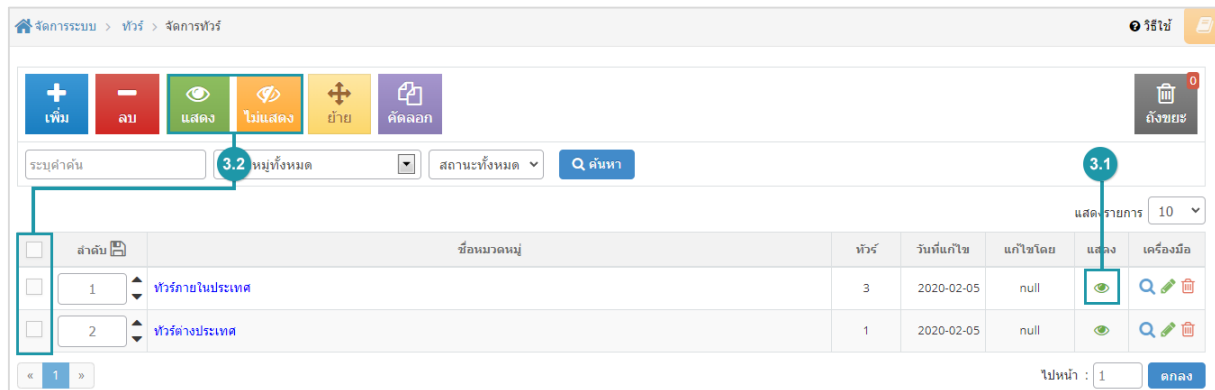 จัดการระบบ > ทัวร์ > จัดการทัวร์ วิธีใช้
เพิ่ม ลบ แสดง ไม่แสดง ย้าย คัดลอก 0 ถังขยะ
ระบุคำค้น 3.2 หมู่ทั้งหมด สถานะทั้งหมด ค้นหา 3.1
แสดงรายการ 10
ลำดับ ชื่อหมวดหมู่ ทัวร์ วันที่แก้ไข แก้ไขโดย แสดง เครื่องมือ
1 ทัวร์ภายในประเทศ 3 2020-02-05 null
2 ทัวร์ต่างประเทศ 1 2020-02-05 null
« 1 » ไปหน้า : 1 ตกลง